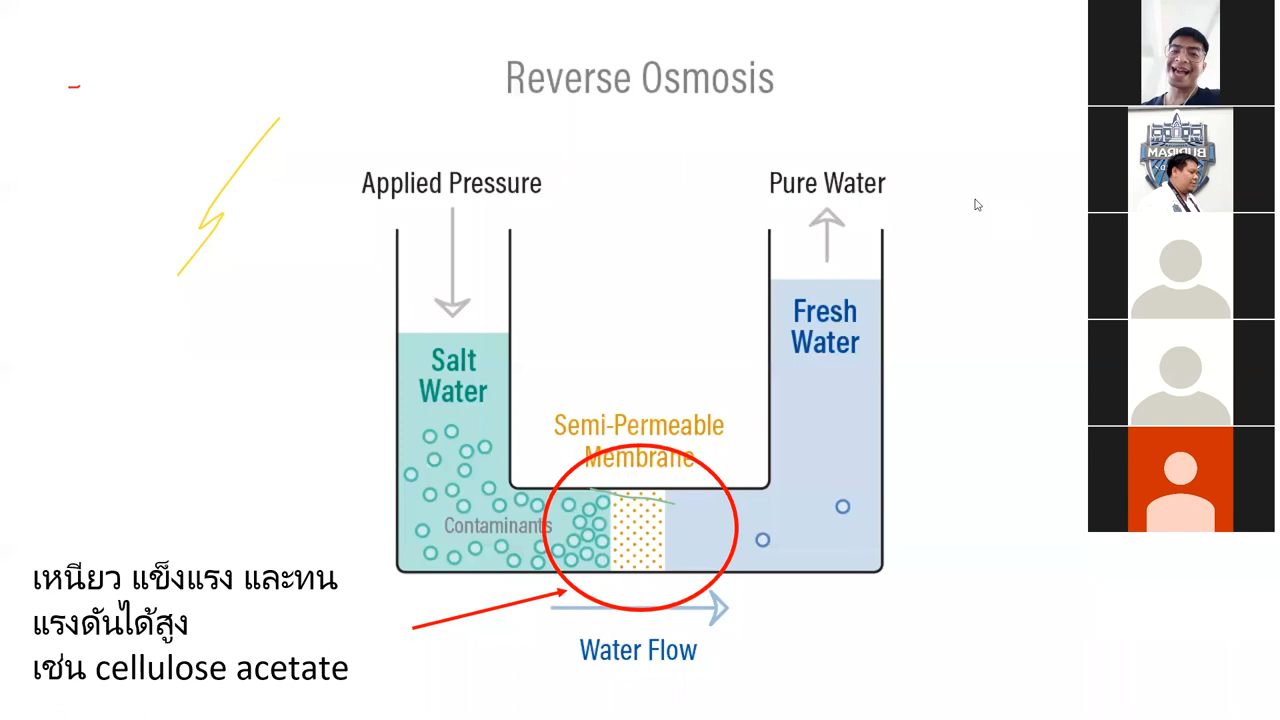 Reverse Osmosis
Applied Pressure
Pure Water
Salt
Water
Fresh
Water
Semi-Permeable
Membrane
Contaminants
Water Flow
เหนียว แข็งแรง และทน
แรงดันได้สูง
เช่น cellulose acetate